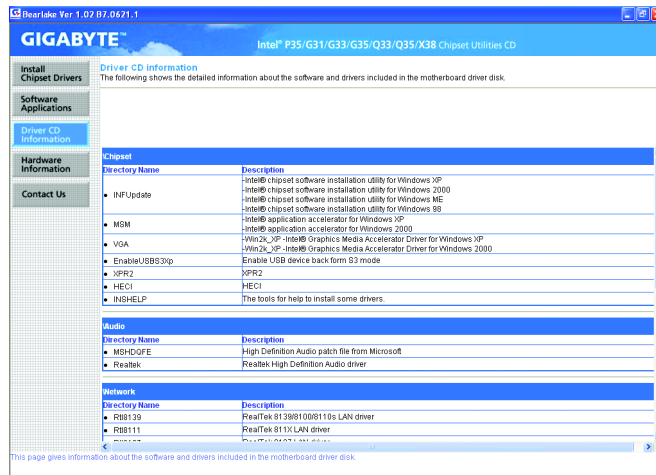 Bearlake Ver 1.02 B7.0621.1
GIGABYTE™
Intel® P35/G31/G33/G35/Q33/Q35/X38 Chipset Utilities CD
Install
Chipset Drivers
Software
Applications
Driver CD
Information
Hardware
Information
Contact Us
Driver CD information
The following shows the detailed information about the software and drivers included in the motherboard driver disk.
\Chipset
Directory Name Description
• INFUpdate
-Intel® chipset software installation utility for Windows XP
-Intel® chipset software installation utility for Windows 2000
-Intel® chipset software installation utility for Windows ME
-Intel® chipset software installation utility for Windows 98
• MSM
-Intel® application accelerator for Windows XP
-Intel® application accelerator for Windows 2000
• VGA
-Win2k_XP -Intel® Graphics Media Accelerator Driver for Windows XP
-Win2k_XP -Intel® Graphics Media Accelerator Driver for Windows 2000
• EnableUSBS3Xp Enable USB device back form S3 mode
• XPR2 XPR2
• HECI HECI
• INSHELP The tools for help to install some drivers.
\Audio
Directory Name Description
• MSHDQFE High Definition Audio patch file from Microsoft
• Realtek Realtek High Definition Audio driver
\Network
Directory Name Description
• Rtl8139 RealTek 8139/8100/8110s LAN driver
• Rtl8111 RealTek 811X LAN driver
This page gives information about the software and drivers included in the motherboard driver disk.